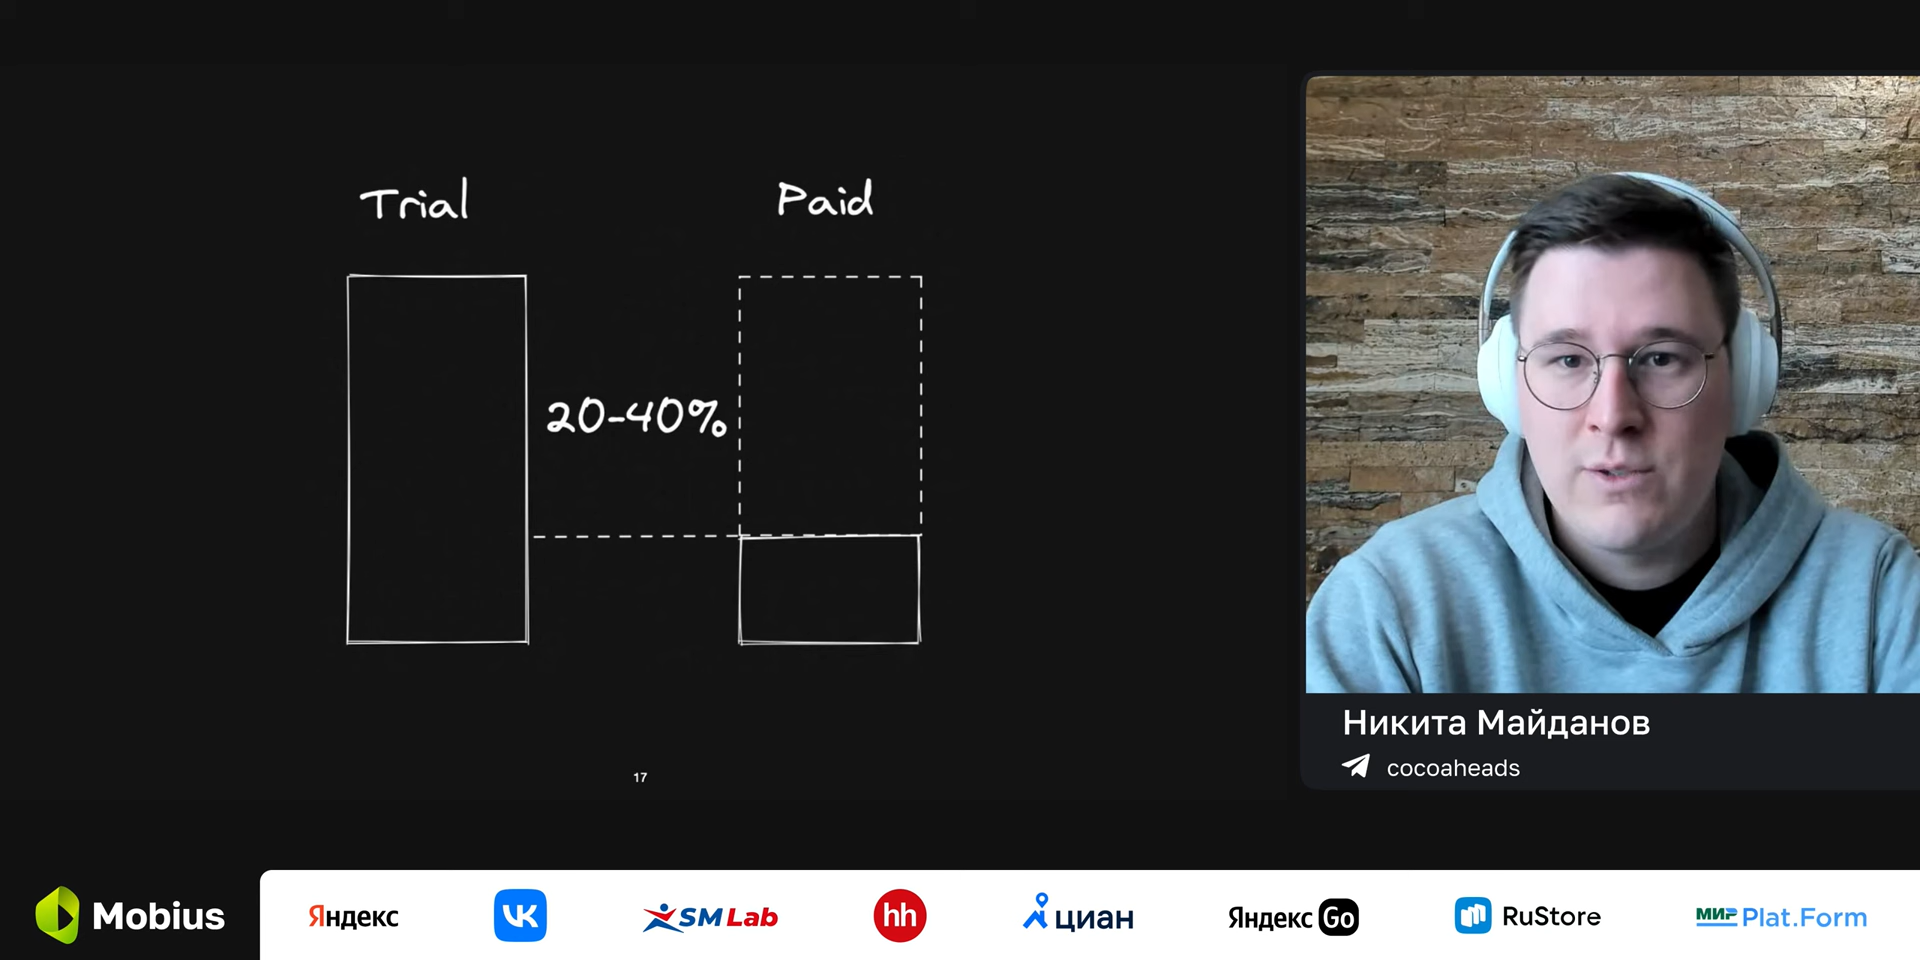 Trial
Paid
20-40%
17
Никита Майданов
cocoaheads
Mobius
Яндекс
VK
SM Lab
hh
циан
Яндекс Go
RuStore
МИР Plat.Form